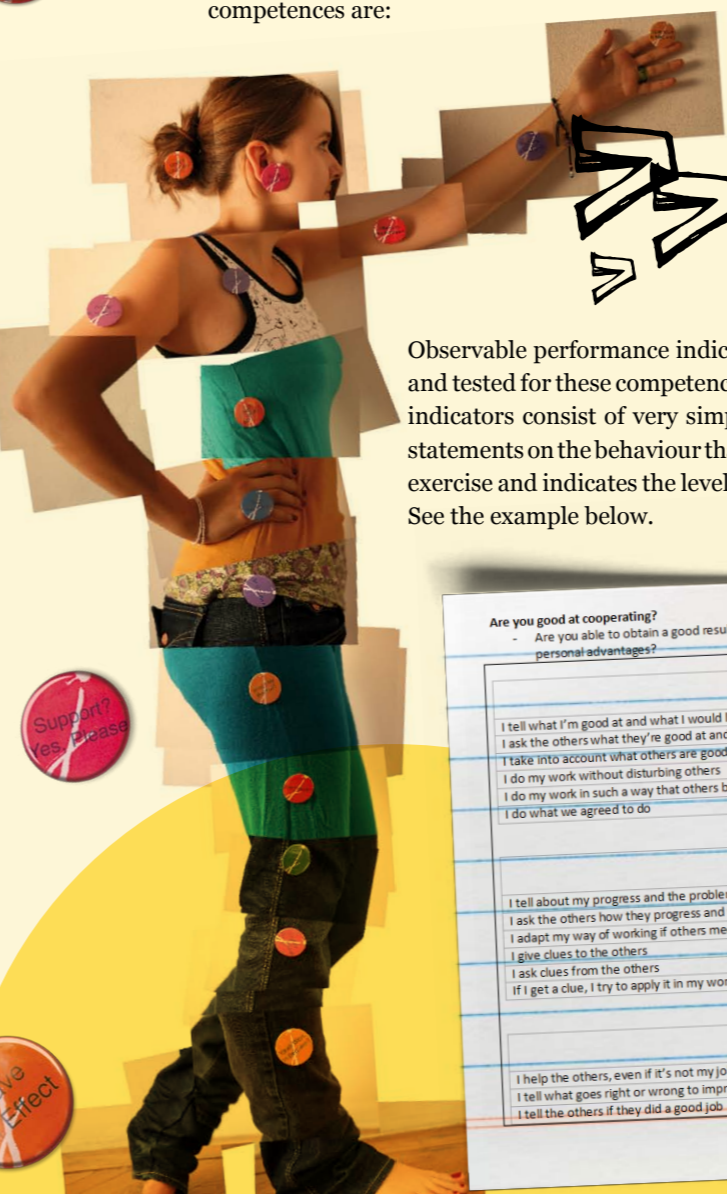 competences are:
Observable performance indic
and tested for these competenc
indicators consist of very simp
statements on the behaviour th
exercise and indicates the level
See the example below.
Are you good at cooperating?
- Are you able to obtain a good resu
personal advantages?
I tell what I'm good at and what I would l
I ask the others what they're good at and
I take into account what others are good
I do my work without disturbing others
I do my work in such a way that others b
I do what we agreed to do
I tell about my progress and the proble
I ask the others how they progress and
I adapt my way of working if others me
I give clues to the others
I ask clues from the others
If I get a clue, I try to apply it in my wor
I help the others, even if it's not my jo
I tell what goes right or wrong to impr
I tell the others if they did a good job
Support?
Yes, Please
ve
Effect